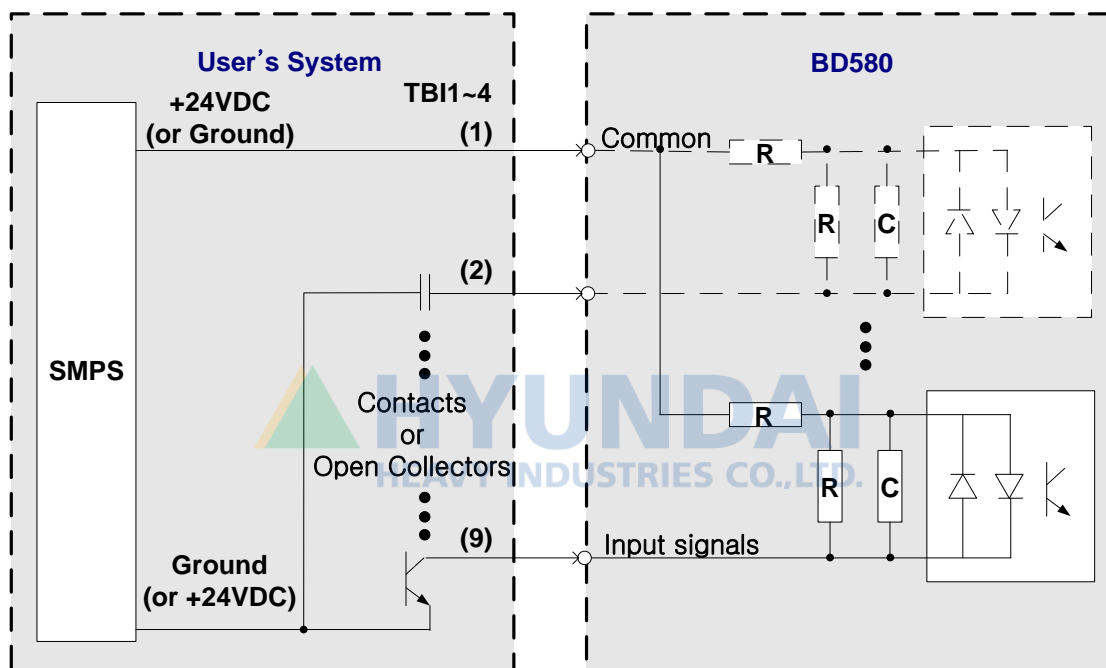 User's System
BD580
+24VDC
(or Ground)
TBI1~4
(1)
Common
R
R
C
(2)
SMPS
HYUNDAI
HEAVY INDUSTRIES CO.,LTD.
Contacts
or
Open Collectors
R
R
C
(9)
Input signals
Ground
(or +24VDC)